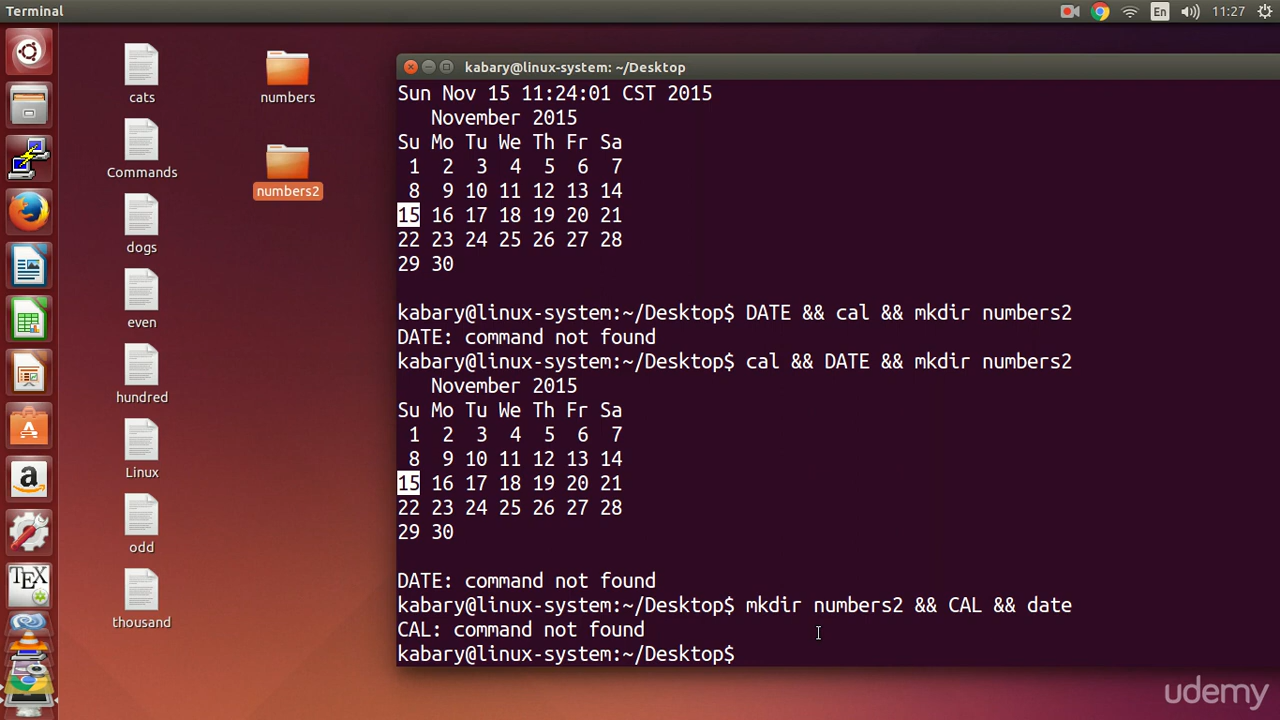 Terminal
En
11:27
cats
numbers
Commands
numbers2
dogs
even
hundred
Linux
odd
thousand
a
TEX
kabary@linux-system: ~/Desktop
Sun Nov 15 11:24:01 CST 2015
November 2015
Su Mo Tu We Th Fr Sa
1 2 3 4 5 6 7
8 9 10 11 12 13 14
15 16 17 18 19 20 21
22 23 24 25 26 27 28
29 30
kabary@linux-system:~/Desktop$ DATE && cal && mkdir numbers2
DATE: command not found
kabary@linux-system:~/Desktop$ cal && DATE && mkdir numbers2
November 2015
Su Mo Tu We Th Fr Sa
1 2 3 4 5 6 7
8 9 10 11 12 13 14
15 16 17 18 19 20 21
22 23 24 25 26 27 28
29 30
DATE: command not found
kabary@linux-system:~/Desktop$ mkdir numbers2 && CAL && date
CAL: command not found
kabary@linux-system:~/Desktop$
udemy